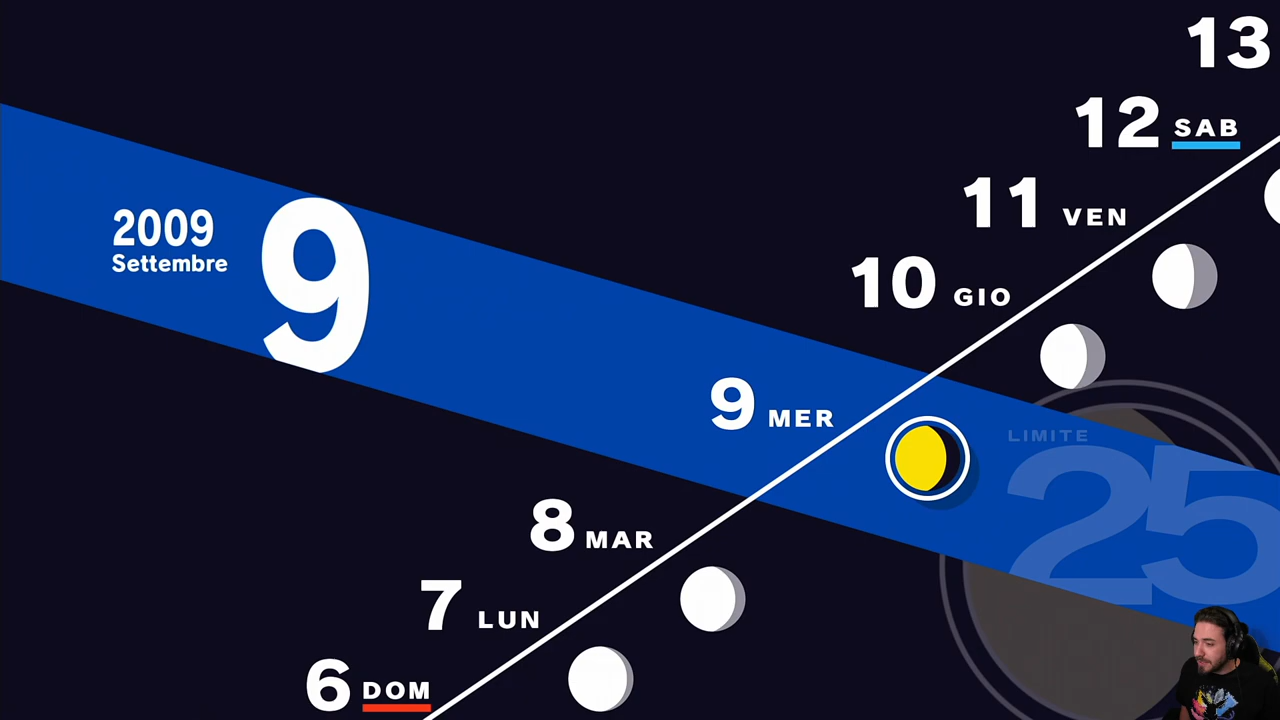 13
12 SAB
11 VEN
10 GIO
2009
Settembre
9
9 MER
LIMITE
25
8 MAR
7 LUN
6 DOM